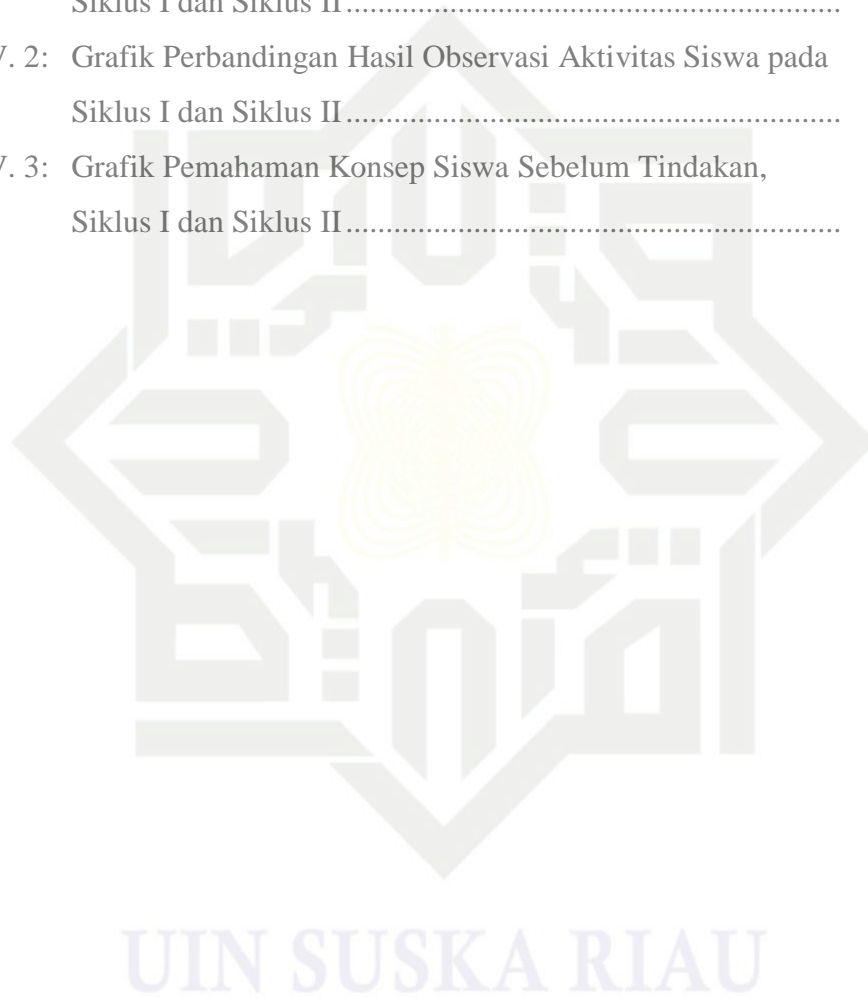 Siklus I dan Siklus II..............................................................
V. 2: Grafik Perbandingan Hasil Observasi Aktivitas Siswa pada
Siklus I dan Siklus II..............................................................
V. 3: Grafik Pemahaman Konsep Siswa Sebelum Tindakan,
Siklus I dan Siklus II..............................................................
UIN SUSKA RIAU